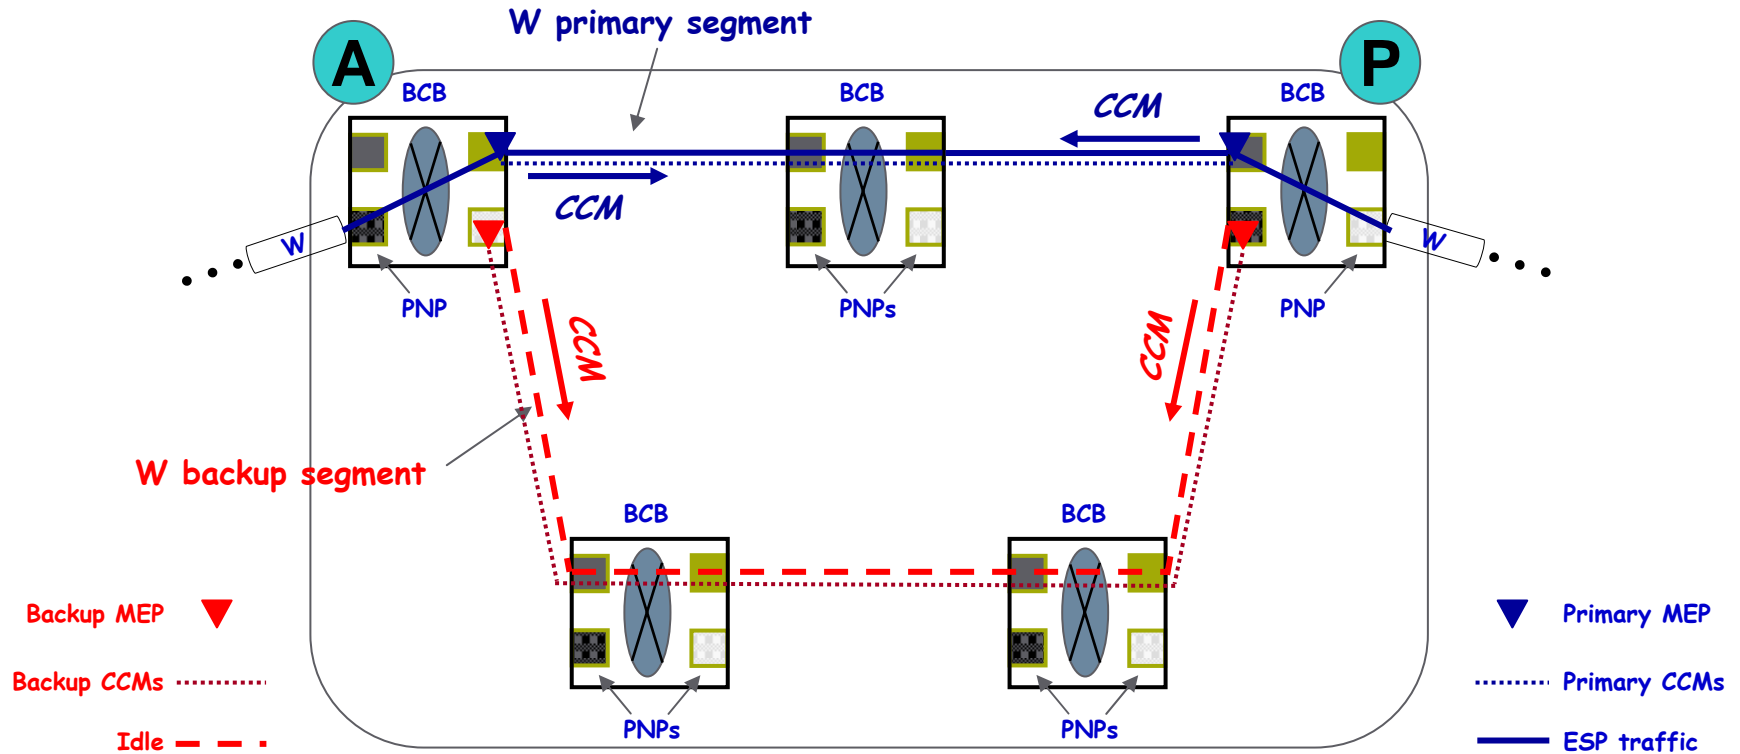 W primary segment
A
P
BCB
BCB
BCB
CCM
CCM
W
W
PNP
PNPs
PNP
CCM
CCM
W backup segment
BCB
BCB
Backup MEP
Primary MEP
Backup CCMs
Primary CCMs
PNPs
PNPs
Idle
ESP traffic